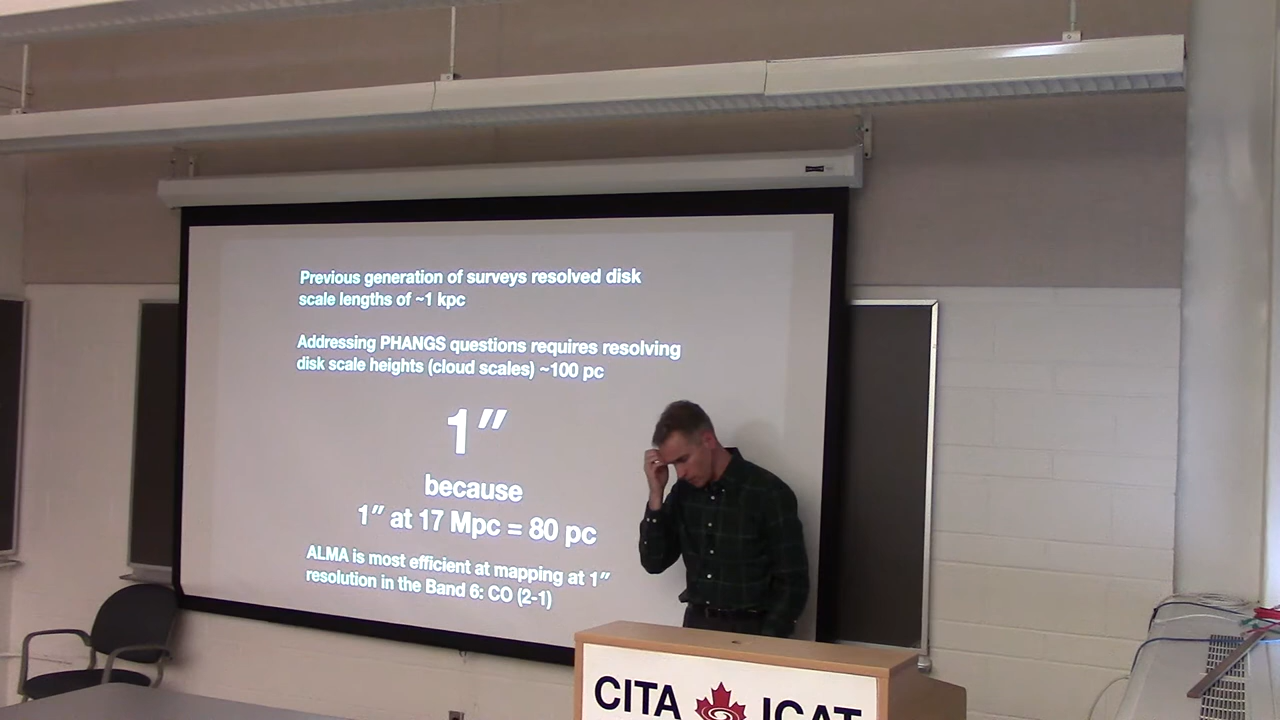 Previous generation of surveys resolved disk
scale lengths of ~1 kpc
Addressing PHANGS questions requires resolving
disk scale heights (cloud scales) ~100 pc
1″
because
1″ at 17 Mpc = 80 pc
ALMA is most efficient at mapping at 1″
resolution in the Band 6: CO (2-1)
CITA ICAT